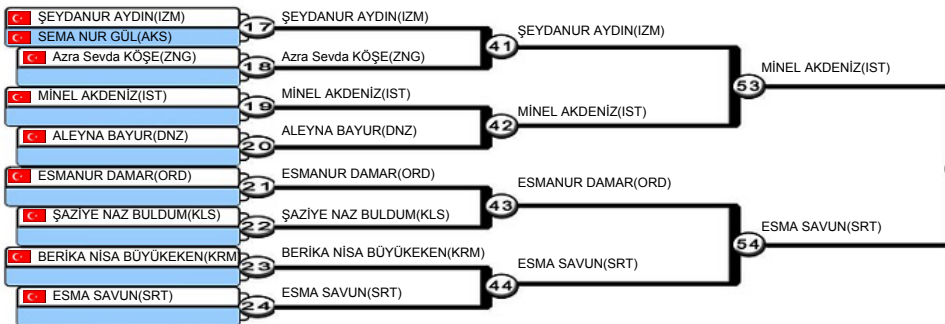 ŞEYDANUR AYDIN(IZM)
SEMA NUR GÜL(AKS)
17
ŞEYDANUR AYDIN(IZM)
Azra Sevda KÖŞE(ZNG)
18
Azra Sevda KÖŞE(ZNG)
41
ŞEYDANUR AYDIN(IZM)
MİNEL AKDENİZ(IST)
19
MİNEL AKDENİZ(IST)
ALEYNA BAYUR(DNZ)
20
ALEYNA BAYUR(DNZ)
42
MİNEL AKDENİZ(IST)
53
MİNEL AKDENİZ(IST)
ESMANUR DAMAR(ORD)
21
ESMANUR DAMAR(ORD)
ŞAZİYE NAZ BULDUM(KLS)
22
ŞAZİYE NAZ BULDUM(KLS)
43
ESMANUR DAMAR(ORD)
BERİKA NİSA BÜYÜKEKEN(KRM
23
BERİKA NİSA BÜYÜKEKEN(KRM)
ESMA SAVUN(SRT)
24
ESMA SAVUN(SRT)
44
ESMA SAVUN(SRT)
54
ESMA SAVUN(SRT)